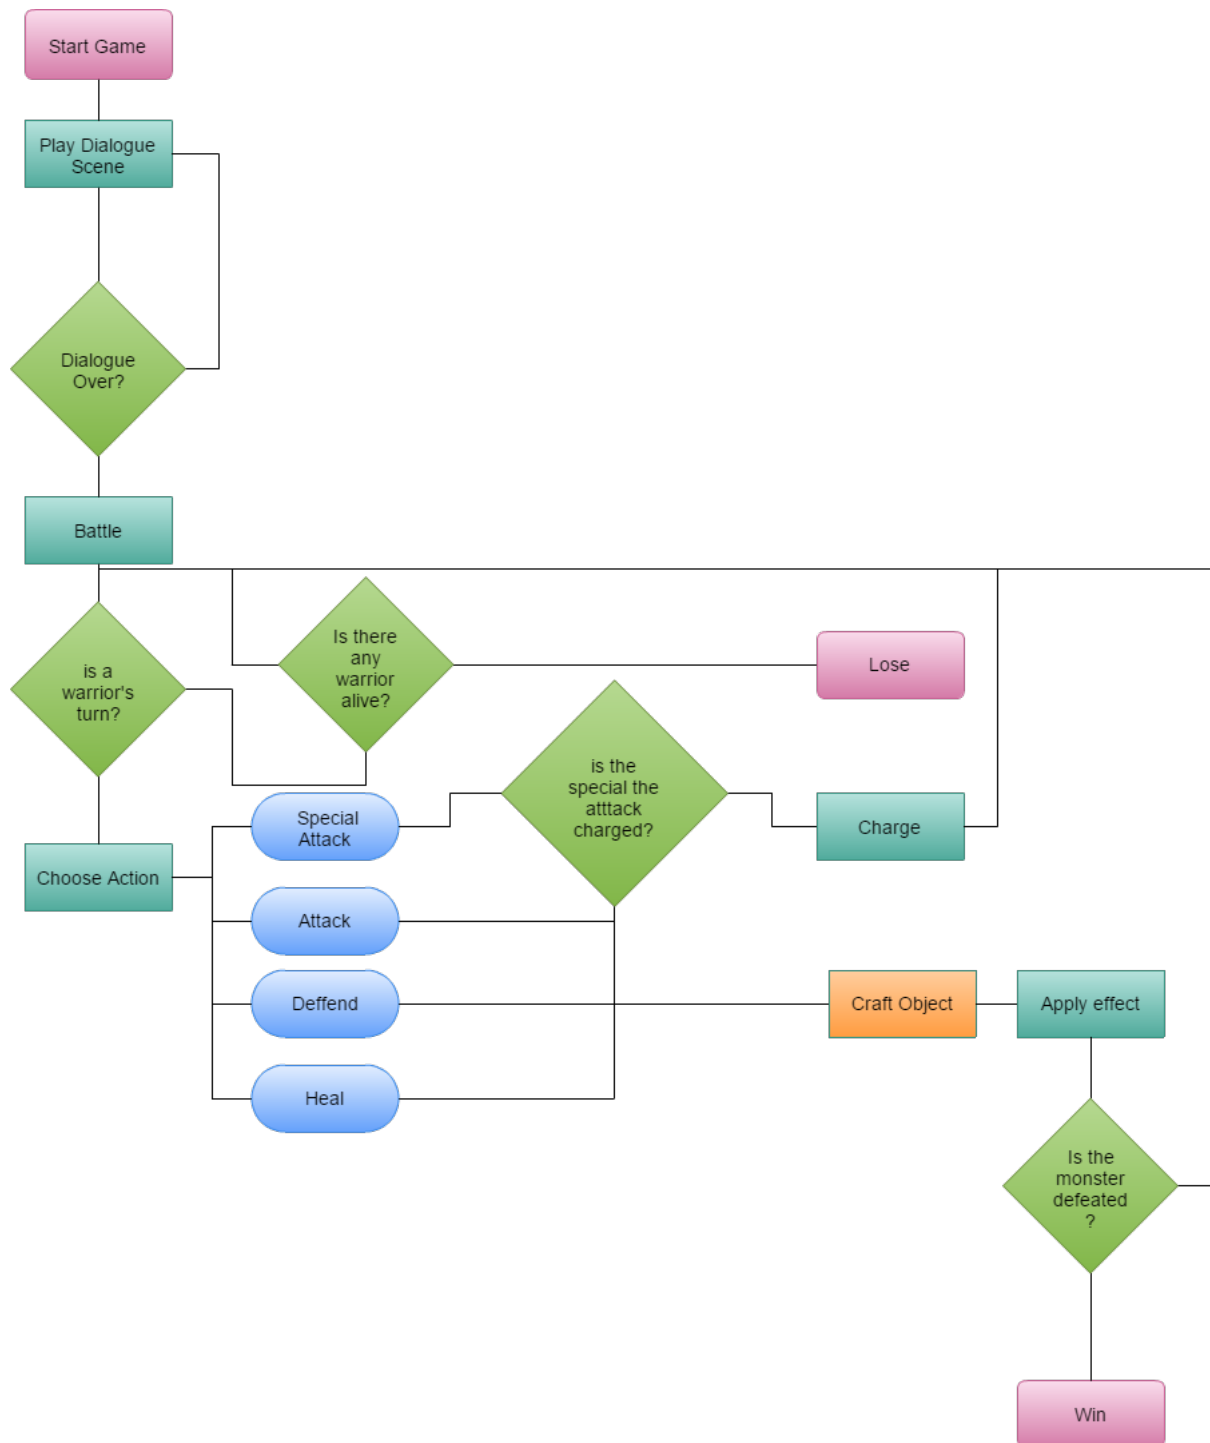 Start Game
Play Dialogue
Scene
Dialogue
Over?
Battle
is a
warrior's
turn?
Is there
any
warrior
alive?
Lose
is the
special the
atttack
charged?
Charge
Choose Action
Special
Attack
Attack
Deffend
Heal
Craft Object
Apply effect
Is the
monster
defeated
?
Win